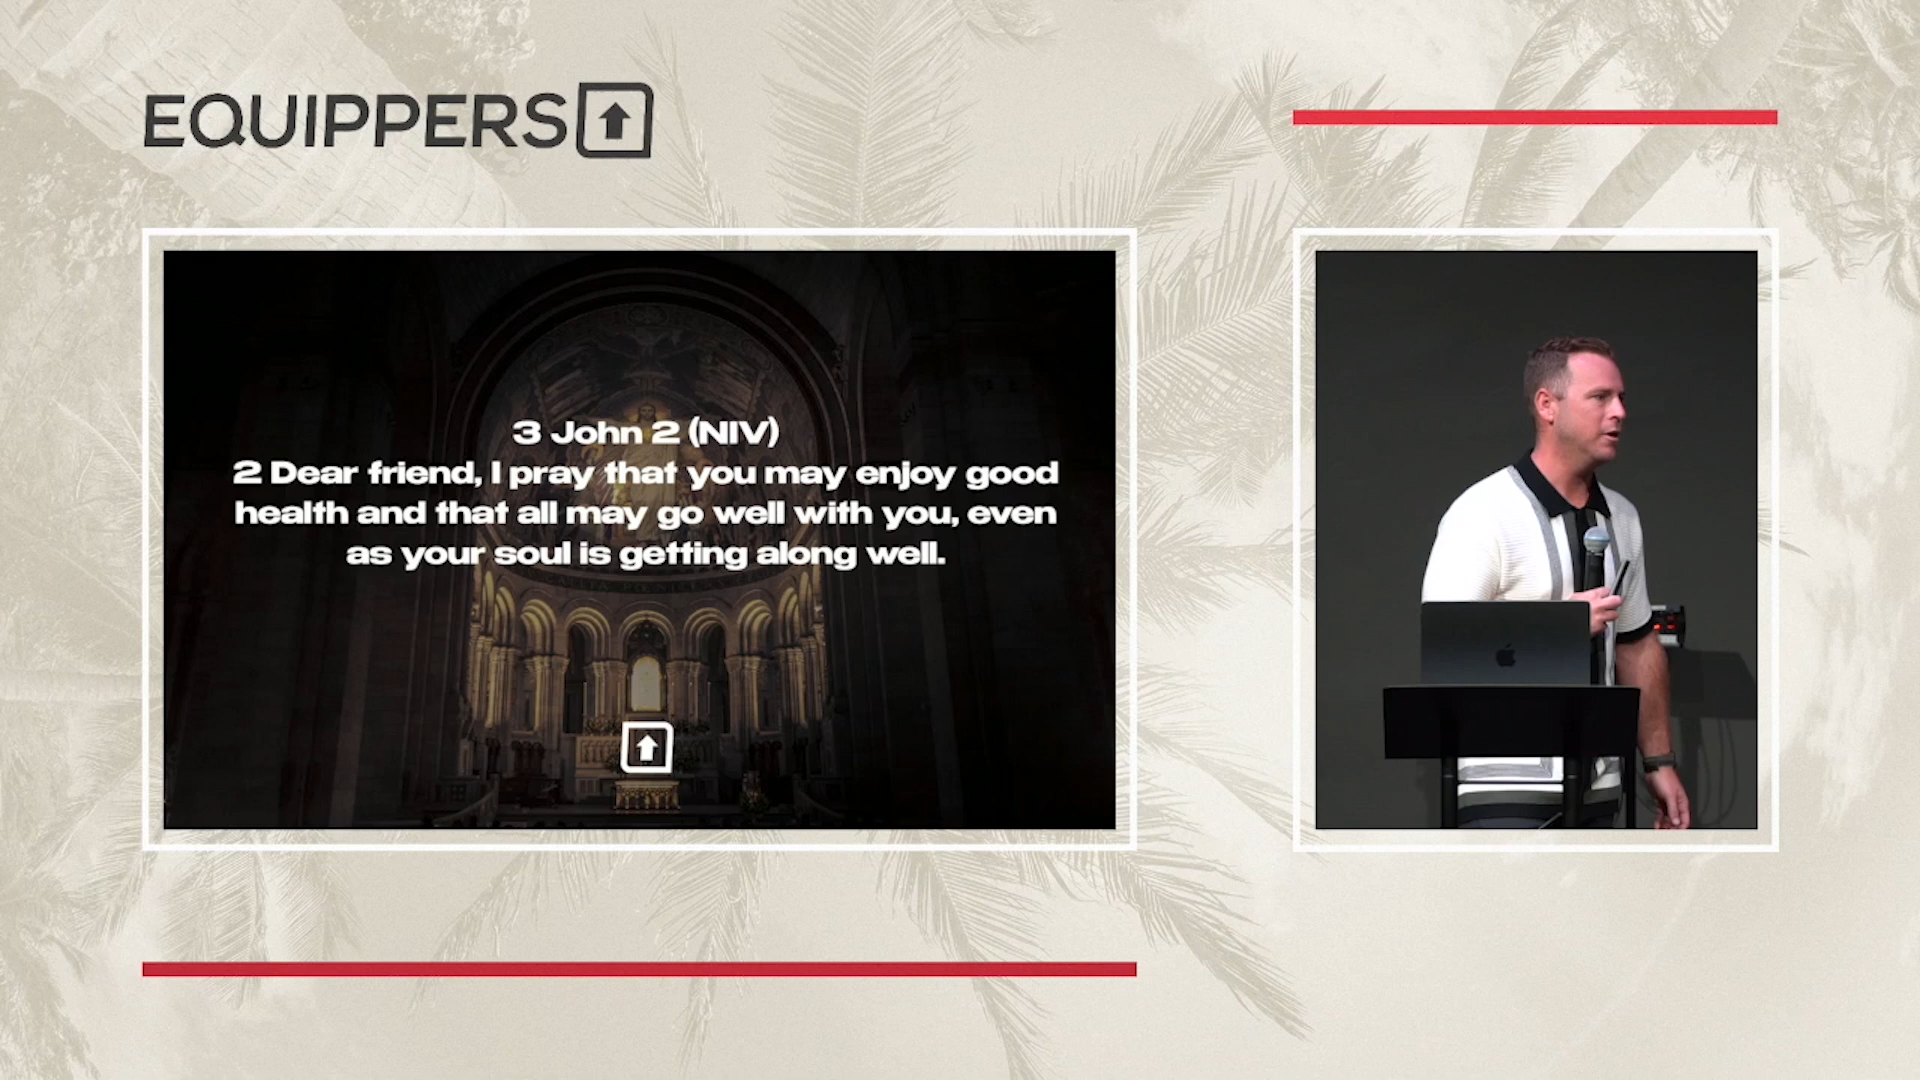 EQUIPPERS
3 John 2 (NIV)
2 Dear friend, I pray that you may enjoy good
health and that all may go well with you, even
as your soul is getting along well.